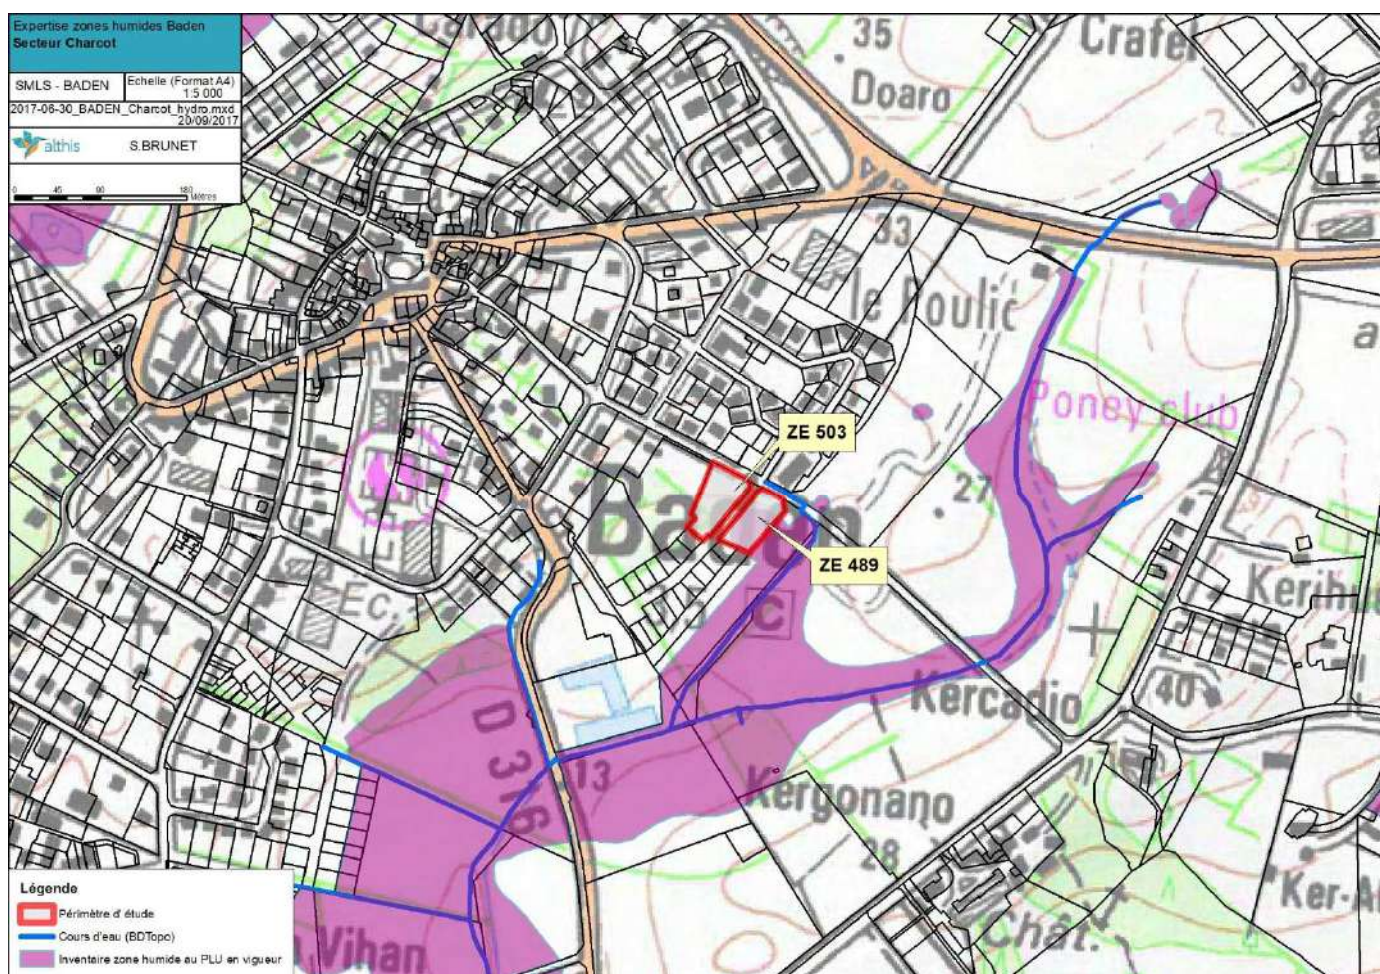 Expertise zones humides Baden
Secteur Charcot
SMLS - BADEN
Echelle (Format A4)
1:5 000
2017-06-30_BADEN_Charcot_hydro.mxd
20/09/2017
althis
S.BRUNET
0 45 90 180
Mètres
35
Doaro
Crafel
33
le Poulic
Poney club
ZE 503
27
Baden
ZE 489
C
Ec.
Kercadio
40
D 316
13
Kergonano
28
Chât.
Vihan
Légende
Périmètre d' étude
Cours d'eau (BDTopo)
Inventaire zone humide au PLU en vigueur